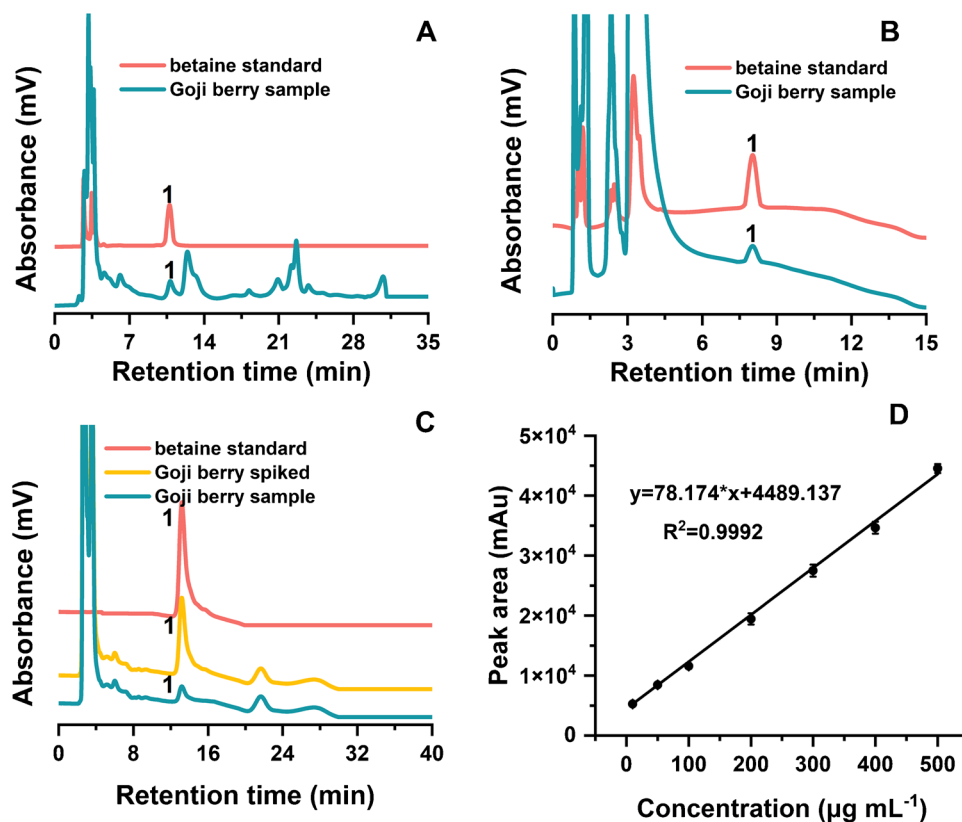 A
betaine standard
Goji berry sample
1
1
Absorbance (mV)
0 7 14 21 28 35
Retention time (min)
B
betaine standard
Goji berry sample
1
1
Absorbance (mV)
0 3 6 9 12 15
Retention time (min)
C
betaine standard
Goji berry spiked
Goji berry sample
1
1
1
Absorbance (mV)
0 8 16 24 32 40
Retention time (min)
D
5×10⁴
4×10⁴
3×10⁴
2×10⁴
1×10⁴
0
y=78.174*x+4489.137
R²=0.9992
Peak area (mAu)
0 100 200 300 400 500
Concentration (µg mL⁻¹)